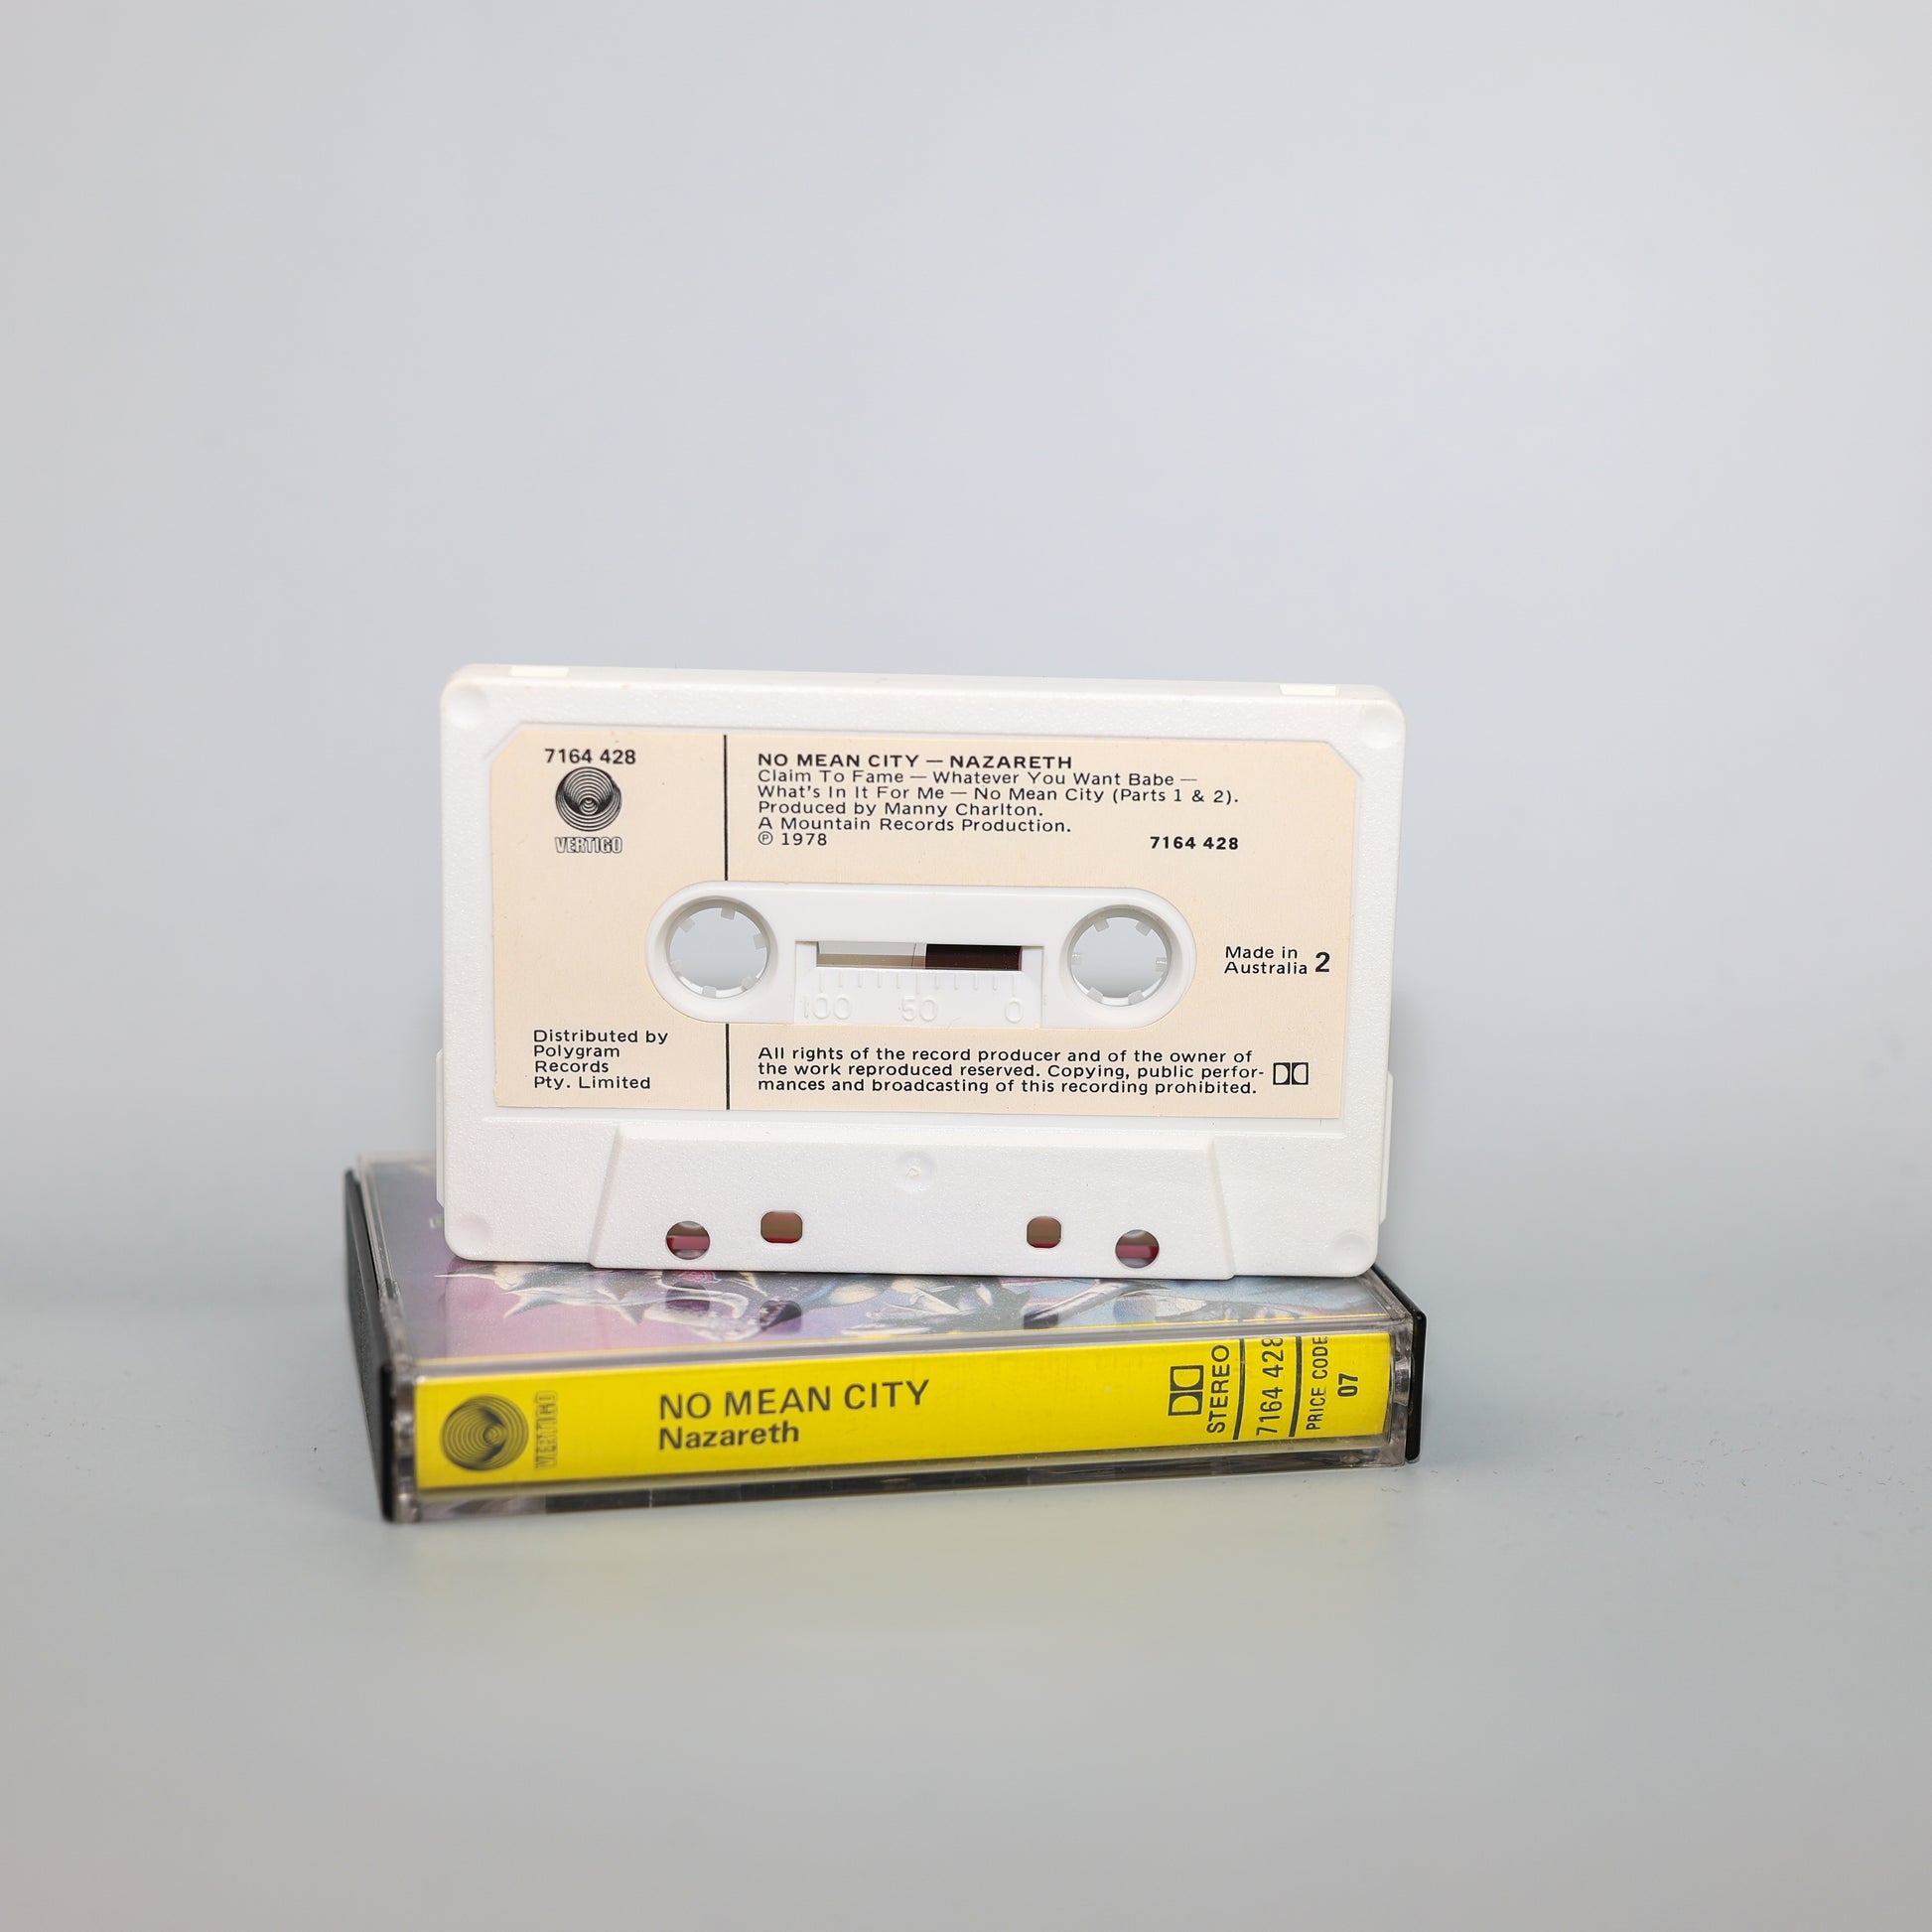 7164 428
VERTIGO
NO MEAN CITY — NAZARETH
Claim To Fame — Whatever You Want Babe —
What's In It For Me — No Mean City (Parts 1 & 2).
Produced by Manny Charlton.
A Mountain Records Production.
℗ 1978
7164 428
100 50 0
Made in
Australia 2
Distributed by
Polygram
Records
Pty. Limited
All rights of the record producer and of the owner of
the work reproduced reserved. Copying, public perfor-
mances and broadcasting of this recording prohibited.
VERTIGO
NO MEAN CITY
Nazareth
STEREO
7164 428
PRICE CODE
07